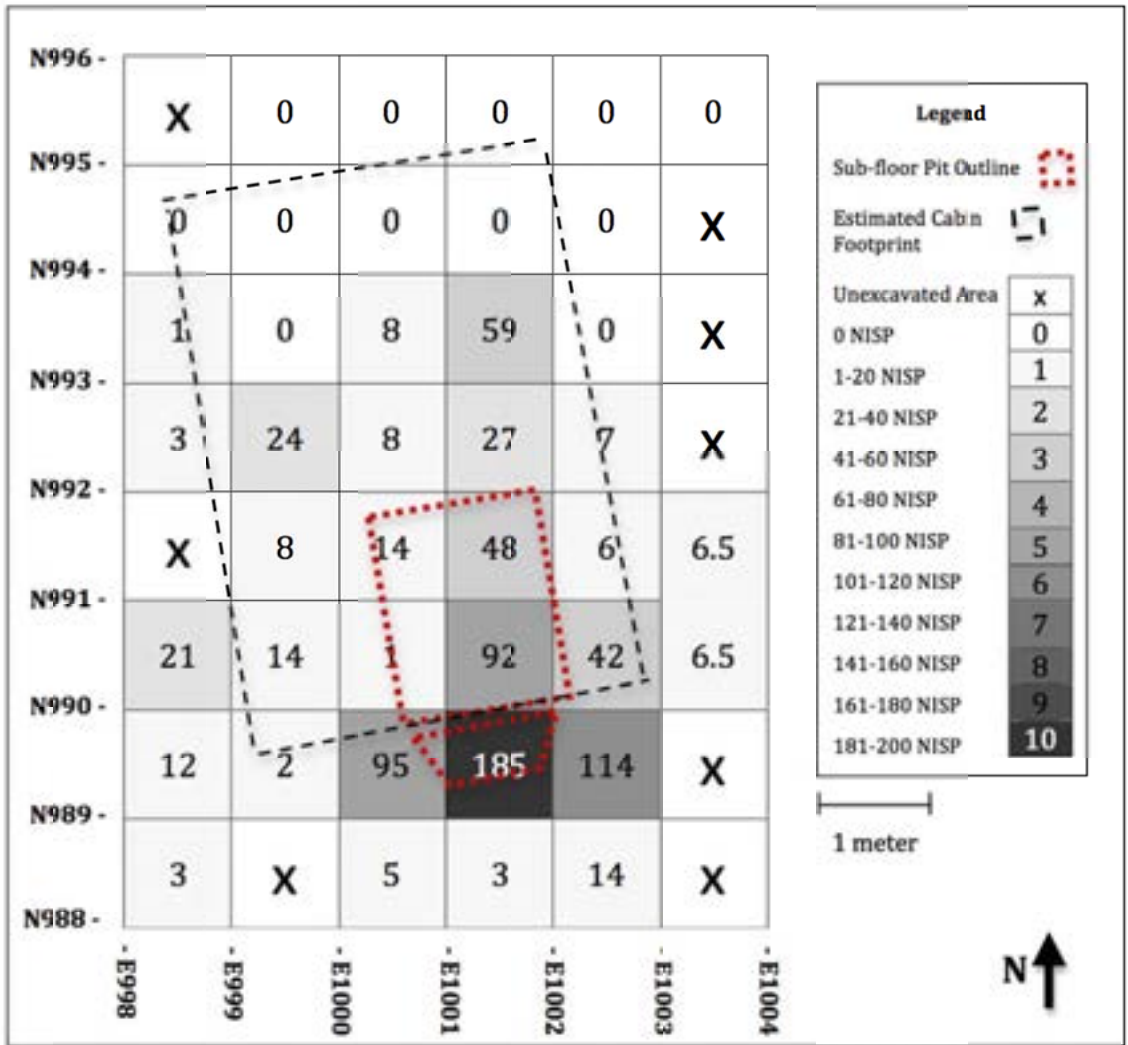 N996 -
X 0 0 0 0 0
N995 -
0 0 0 0 0 X
N994 -
1 0 8 59 0 X
N993 -
3 24 8 27 7 X
N992 -
X 8 14 48 6 6.5
N991 -
21 14 1 92 42 6.5
N990 -
12 2 95 185 114 X
N989 -
3 X 5 3 14 X
N988 -
- E998
- E999
- E1000
- E1001
- E1002
- E1003
- E1004
Legend
Sub-floor Pit Outline
Estimated Cabin
Footprint
Unexcavated Area x
0 NISP 0
1-20 NISP 1
21-40 NISP 2
41-60 NISP 3
61-80 NISP 4
81-100 NISP 5
101-120 NISP 6
121-140 NISP 7
141-160 NISP 8
161-180 NISP 9
181-200 NISP 10
1 meter
N